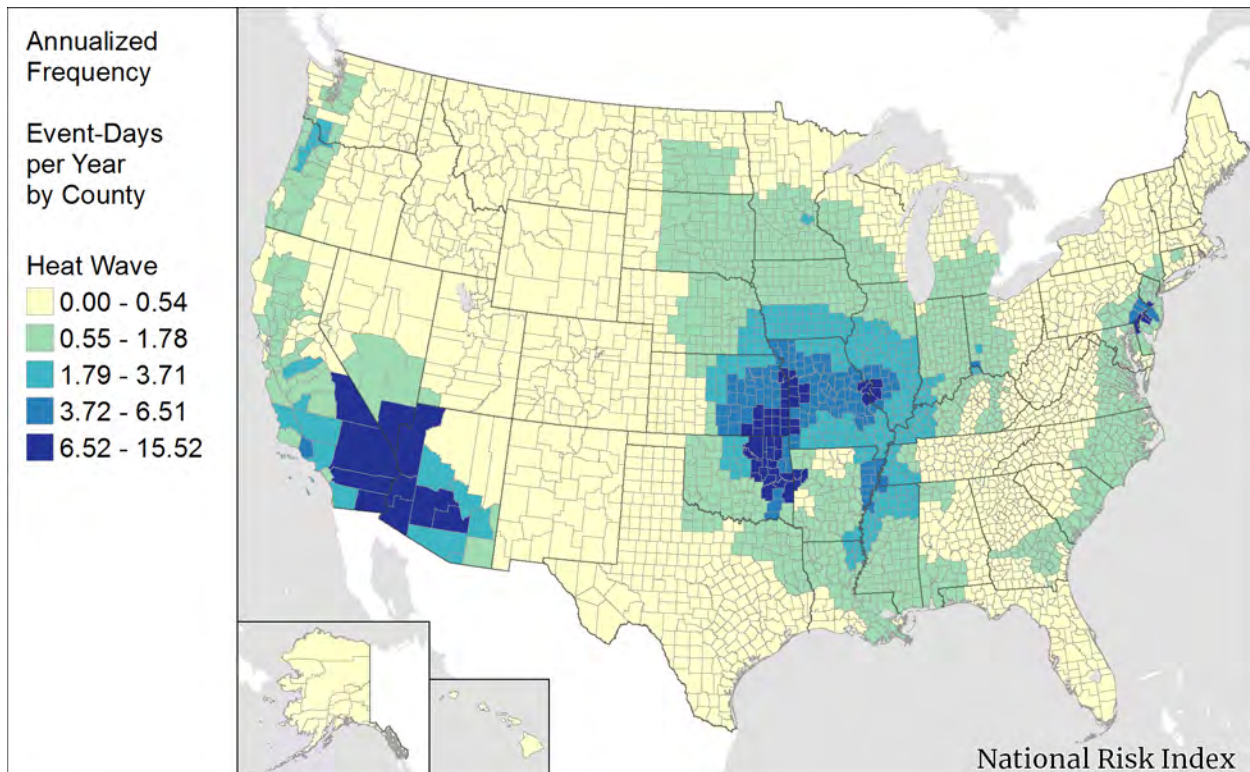 Annualized
Frequency
Event-Days
per Year
by County
Heat Wave
0.00 - 0.54
0.55 - 1.78
1.79 - 3.71
3.72 - 6.51
6.52 - 15.52
National Risk Index